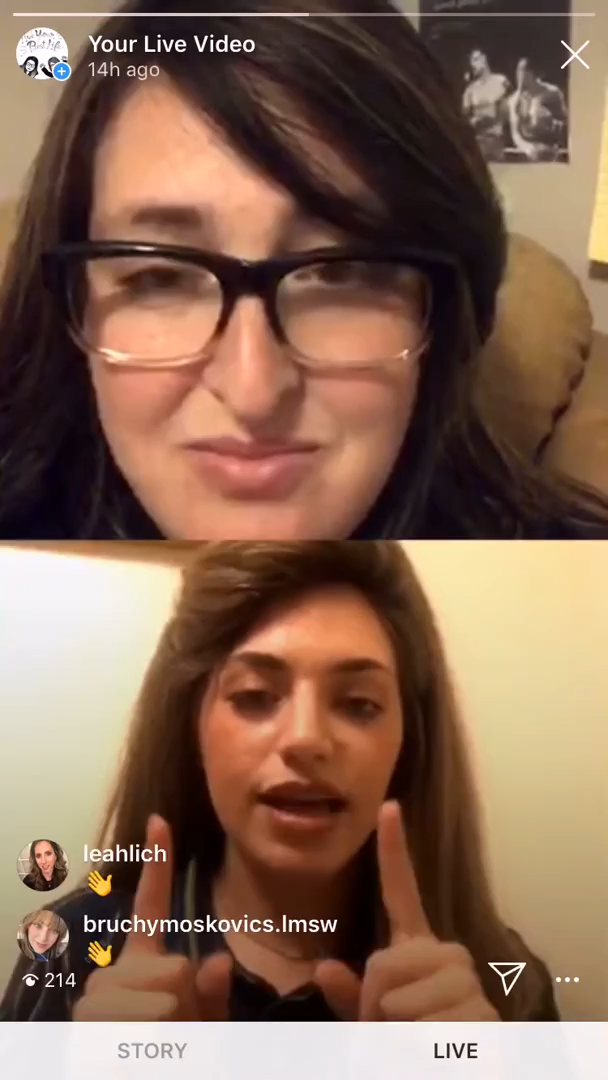 Your Live Video
14h ago
leahlich
👋
bruchymoskovics.lmsw
👋
214
STORY
LIVE